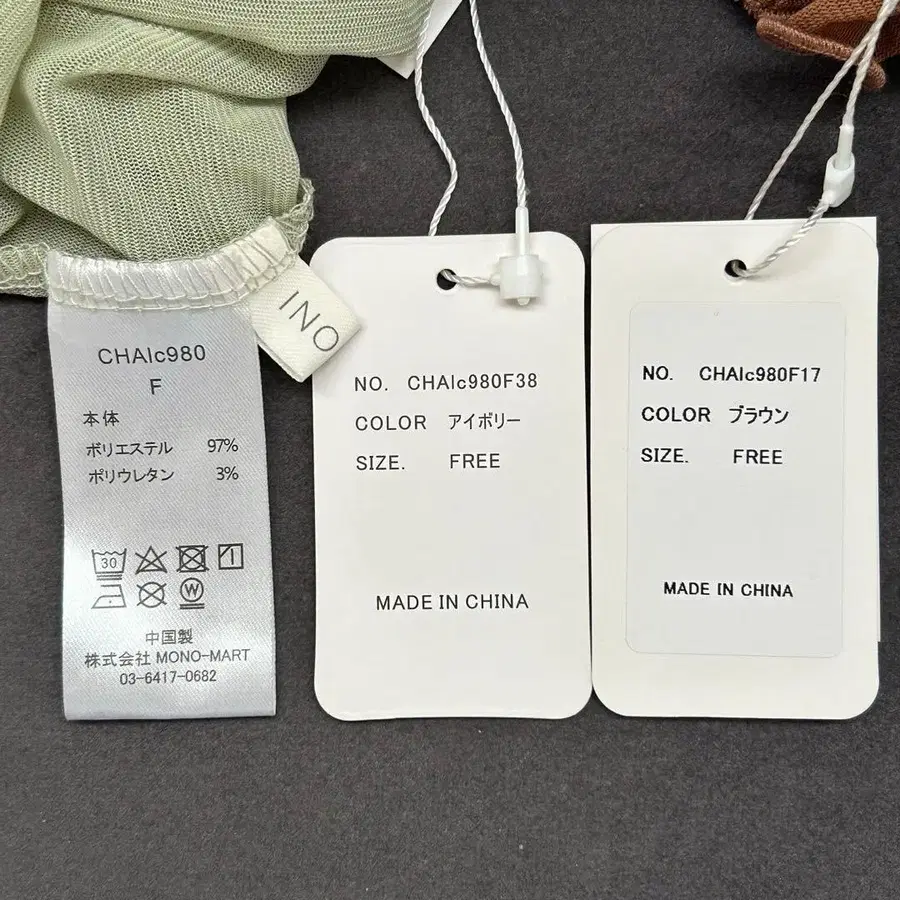 CHAIc980
F
本体
ボリエステル 97%
ポリウレタン 3%
30
W
中国製
株式会社 MONO-MART
03-6417-0682
INO
NO. CHAIc980F38
COLOR アイボリー
SIZE. FREE
MADE IN CHINA
NO. CHAIc980F17
COLOR ブラウン
SIZE. FREE
MADE IN CHINA